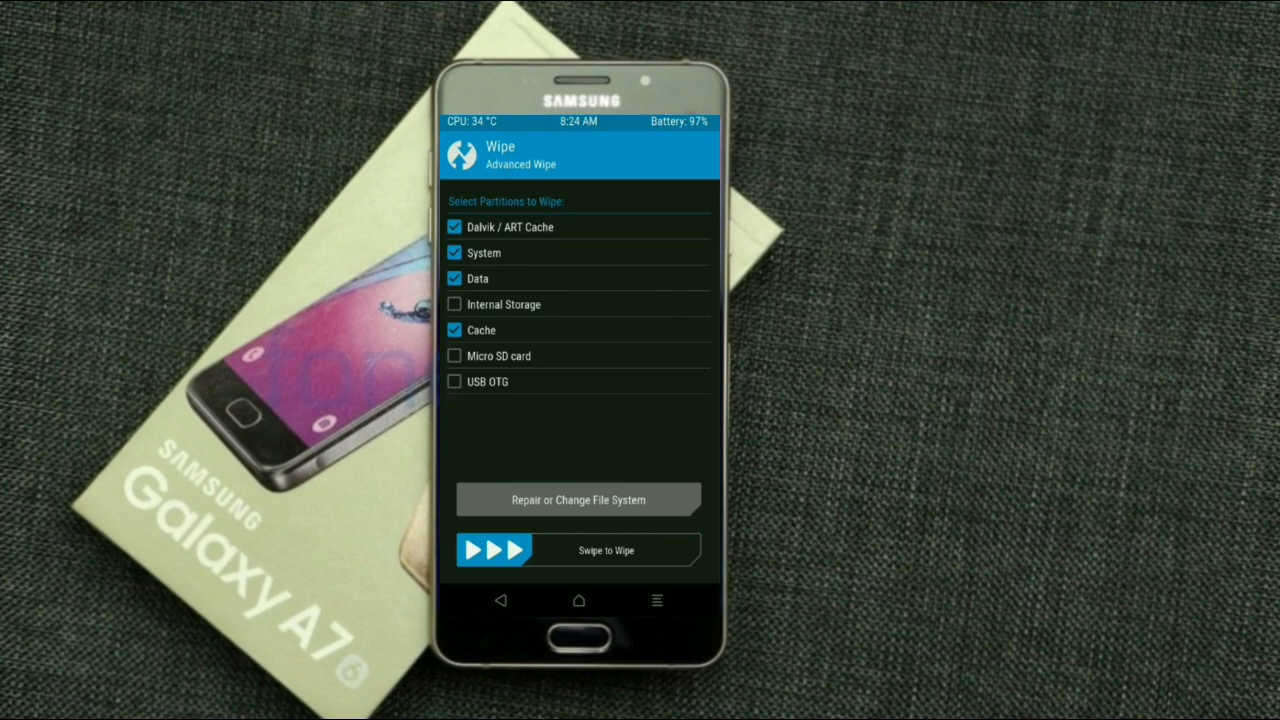 SAMSUNG
CPU: 34 °C 8:24 AM Battery: 97%
Wipe
Advanced Wipe
Select Partitions to Wipe:
Dalvik / ART Cache
System
Data
Internal Storage
Cache
Micro SD card
USB OTG
Repair or Change File System
Swipe to Wipe
SAMSUNG
Galaxy A7
6